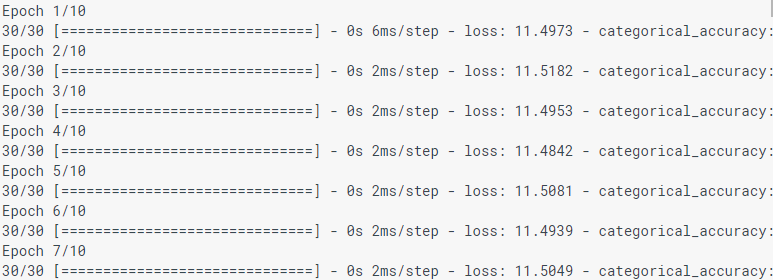 Epoch 1/10
30/30 [==============================] - 0s 6ms/step - loss: 11.4973 - categorical_accuracy:
Epoch 2/10
30/30 [==============================] - 0s 2ms/step - loss: 11.5182 - categorical_accuracy:
Epoch 3/10
30/30 [==============================] - 0s 2ms/step - loss: 11.4953 - categorical_accuracy:
Epoch 4/10
30/30 [==============================] - 0s 2ms/step - loss: 11.4842 - categorical_accuracy:
Epoch 5/10
30/30 [==============================] - 0s 2ms/step - loss: 11.5081 - categorical_accuracy:
Epoch 6/10
30/30 [==============================] - 0s 2ms/step - loss: 11.4939 - categorical_accuracy:
Epoch 7/10
30/30 [==============================] - 0s 2ms/step - loss: 11.5049 - categorical_accuracy: